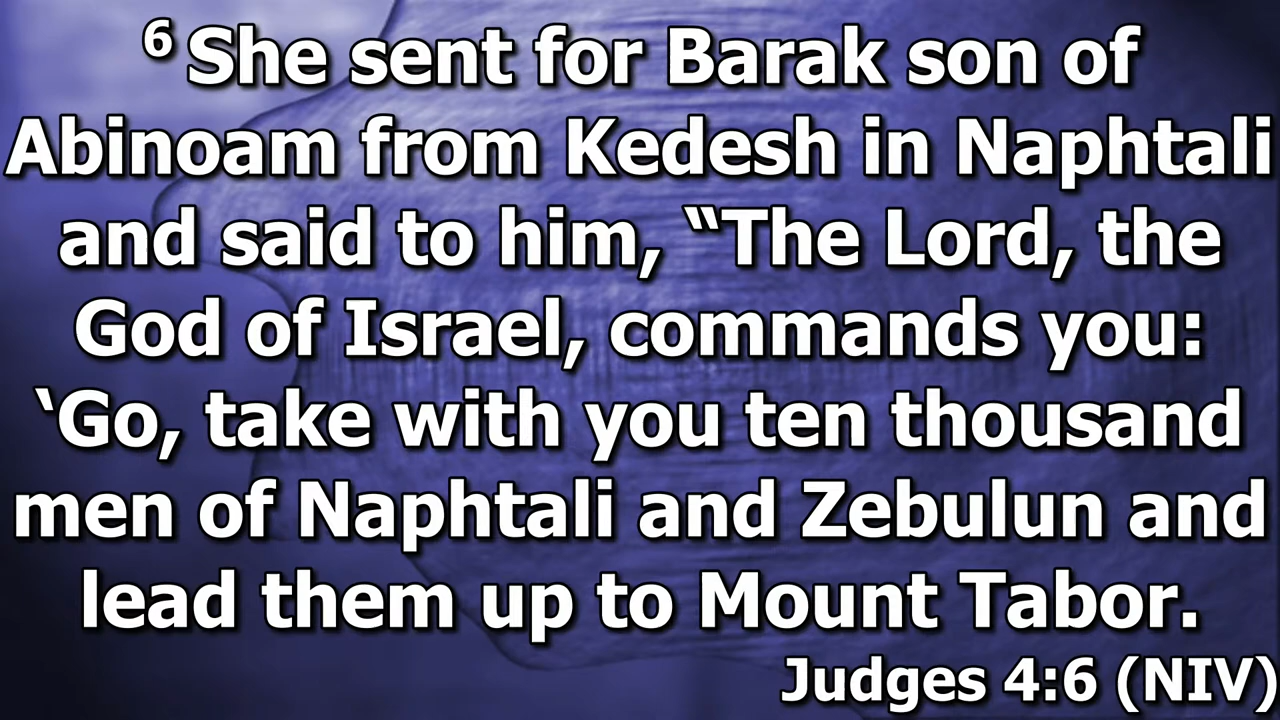 ⁶ She sent for Barak son of
Abinoam from Kedesh in Naphtali
and said to him, “The Lord, the
God of Israel, commands you:
‘Go, take with you ten thousand
men of Naphtali and Zebulun and
lead them up to Mount Tabor.
Judges 4:6 (NIV)